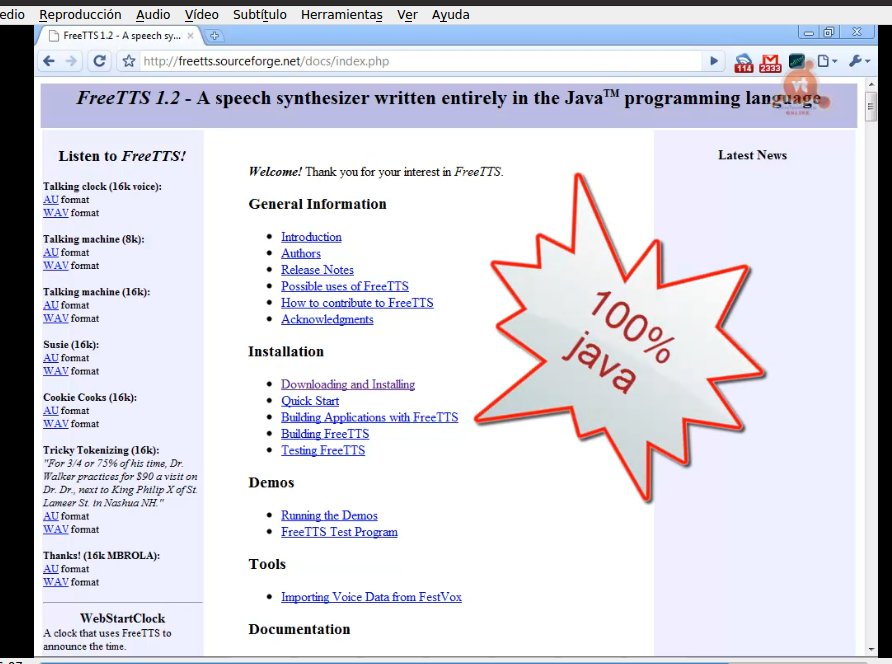 edio Reproducción Audio Vídeo Subtítulo Herramientas Ver Ayuda
FreeTTS 1.2 - A speech sy...
http://freetts.sourceforge.net/docs/index.php
114
2333
FreeTTS 1.2 - A speech synthesizer written entirely in the Java™ programming language
vt
ONLINE
Listen to FreeTTS!
Talking clock (16k voice):
AU format
WAV format
Talking machine (8k):
AU format
WAV format
Talking machine (16k):
AU format
WAV format
Susie (16k):
AU format
WAV format
Cookie Cooks (16k):
AU format
WAV format
Tricky Tokenizing (16k):
"For 3/4 or 75% of his time, Dr.
Walker practices for $90 a visit on
Dr. Dr., next to King Philip X of St.
Lameer St. in Nashua NH."
AU format
WAV format
Thanks! (16k MBROLA):
AU format
WAV format
WebStartClock
A clock that uses FreeTTS to
announce the time.
Welcome! Thank you for your interest in FreeTTS.
General Information
Introduction
Authors
Release Notes
Possible uses of FreeTTS
How to contribute to FreeTTS
Acknowledgments
Installation
Downloading and Installing
Quick Start
Building Applications with FreeTTS
Building FreeTTS
Testing FreeTTS
Demos
Running the Demos
FreeTTS Test Program
Tools
Importing Voice Data from FestVox
Documentation
100%
java
Latest News